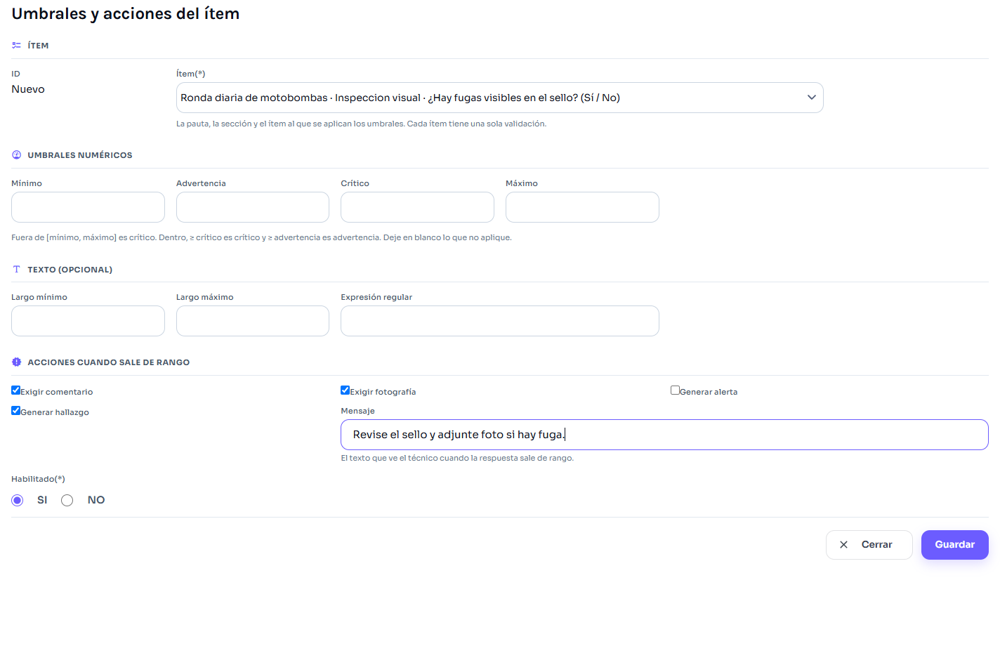 Umbrales y acciones del ítem
ÍTEM
ID
Nuevo
Ítem(*)
Ronda diaria de motobombas · Inspeccion visual · ¿Hay fugas visibles en el sello? (Sí / No)
La pauta, la sección y el ítem al que se aplican los umbrales. Cada ítem tiene una sola validación.
UMBRALES NUMÉRICOS
Mínimo
Advertencia
Crítico
Máximo
Fuera de [mínimo, máximo] es crítico. Dentro, ≥ crítico es crítico y ≥ advertencia es advertencia. Deje en blanco lo que no aplique.
TEXTO (OPCIONAL)
Largo mínimo
Largo máximo
Expresión regular
ACCIONES CUANDO SALE DE RANGO
Exigir comentario
Exigir fotografía
Generar alerta
Generar hallazgo
Mensaje
Revise el sello y adjunte foto si hay fuga.
El texto que ve el técnico cuando la respuesta sale de rango.
Habilitado(*)
SI
NO
Cerrar
Guardar